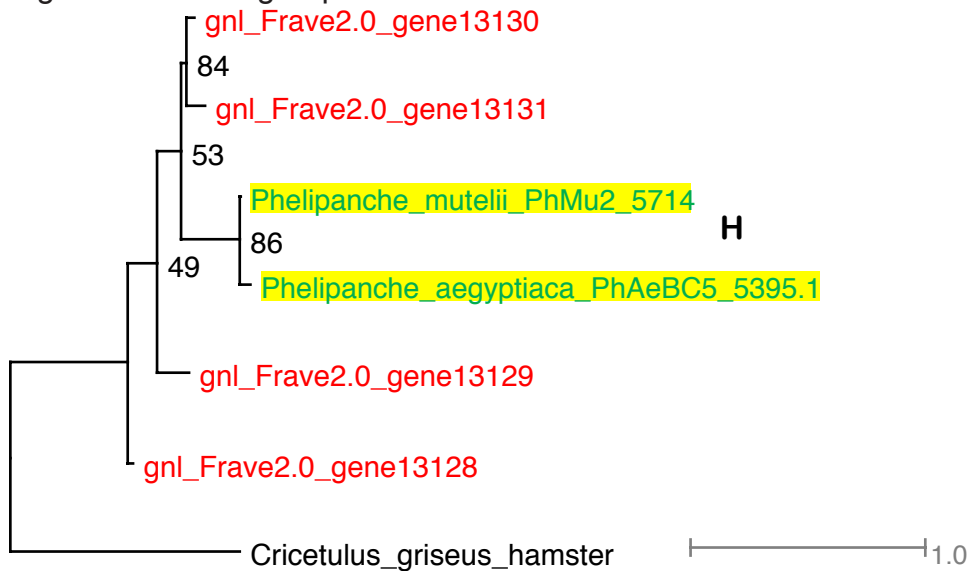 gnl_Frave2.0_gene13130
84
gnl_Frave2.0_gene13131
53
Phelipanche_mutelii_PhMu2_5714
H
86
49
Phelipanche_aegyptiaca_PhAeBC5_5395.1
gnl_Frave2.0_gene13129
gnl_Frave2.0_gene13128
Cricetulus_griseus_hamster
1.0